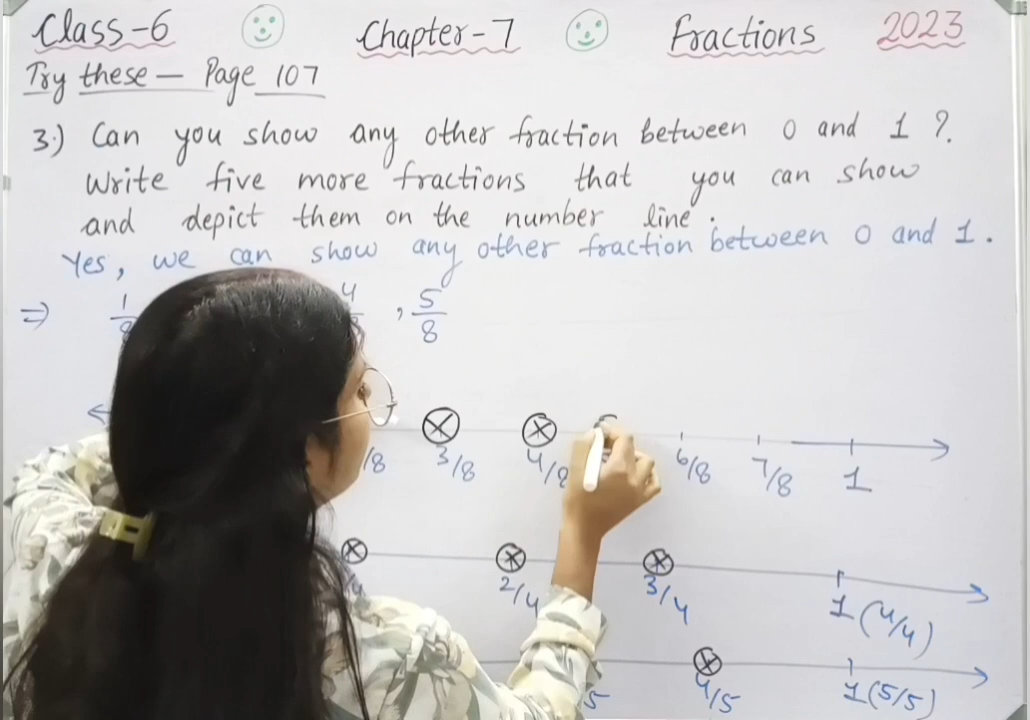 Class-6 Chapter-7 Fractions 2023
Try these — Page 107
3.) Can you show any other fraction between 0 and 1 ?
Write five more fractions that you can show
and depict them on the number line.
Yes, we can show any other fraction between 0 and 1.
⇒ 4 , 5/8
/8 3/8 4/8 6/8 7/8 1
2/4 3/4 1 (4/4)
4/5 1 (5/5)